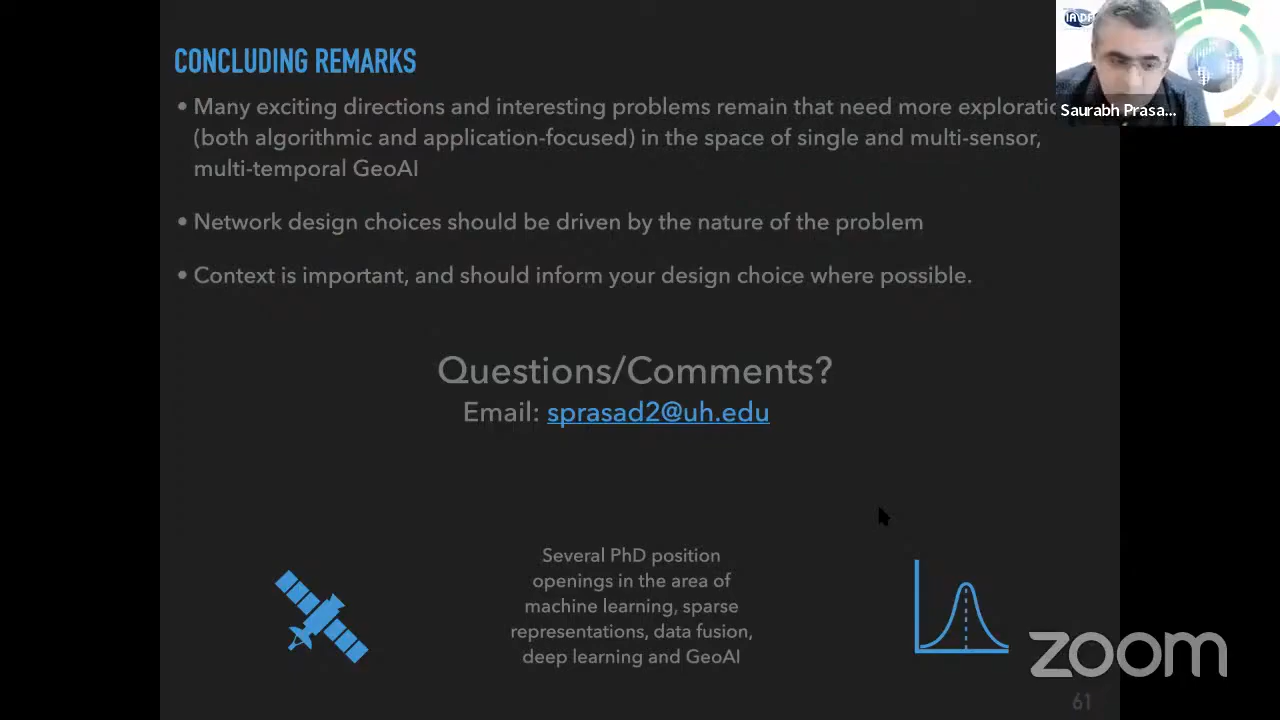 CONCLUDING REMARKS
• Many exciting directions and interesting problems remain that need more
(both algorithmic and application-focused) in the space of single and multi-sensor,
multi-temporal GeoAI
• Network design choices should be driven by the nature of the problem
• Context is important, and should inform your design choice where possible.
Questions/Comments?
Email: sprasad2@uh.edu
Several PhD position
openings in the area of
machine learning, sparse
representations, data fusion,
deep learning and GeoAI
61
Saurabh Prasa...
zoom